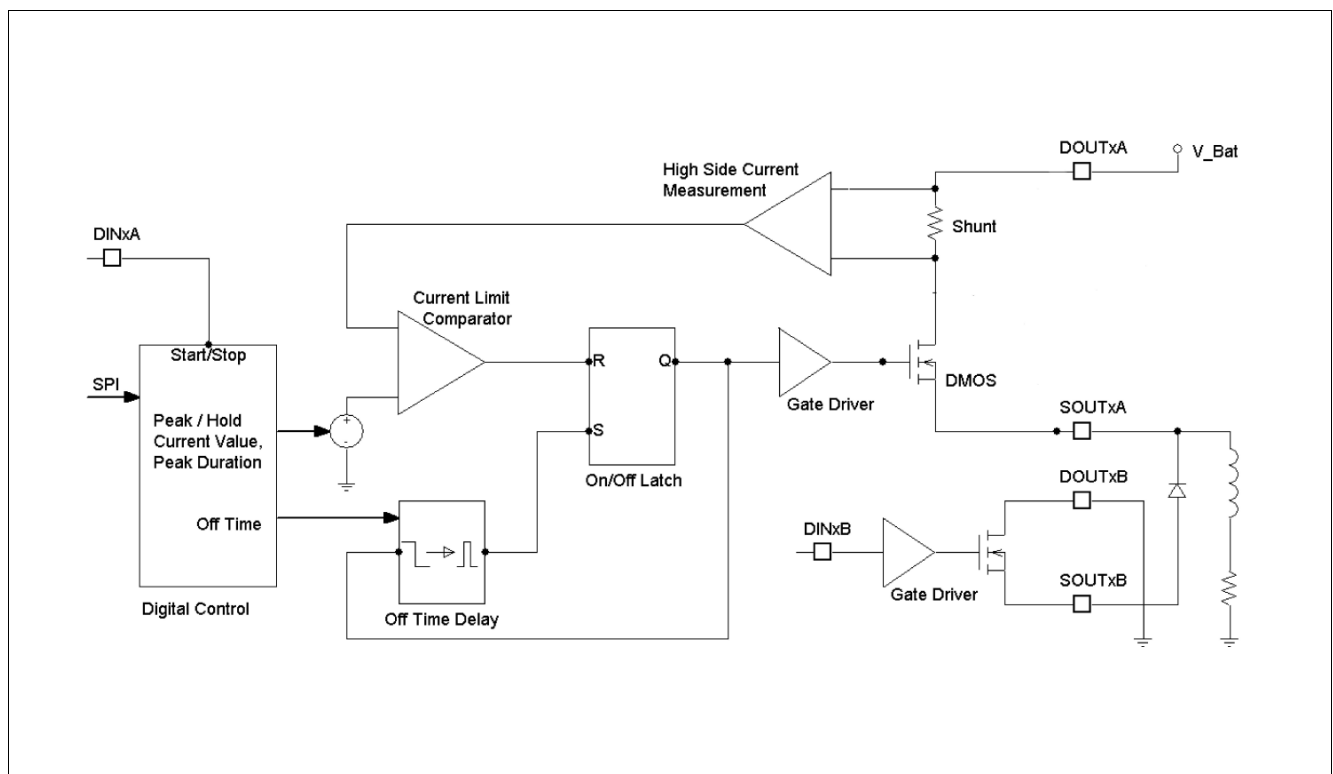 DOUTxA
V_Bat
High Side Current
Measurement
Shunt
DINxA
Current Limit
Comparator
Start/Stop
R
Q
SPI
DMOS
Gate Driver
Peak / Hold
Current Value,
Peak Duration
+
-
S
SOUTxA
On/Off Latch
DOUTxB
Off Time
DINxB
Gate Driver
SOUTxB
Digital Control
Off Time Delay